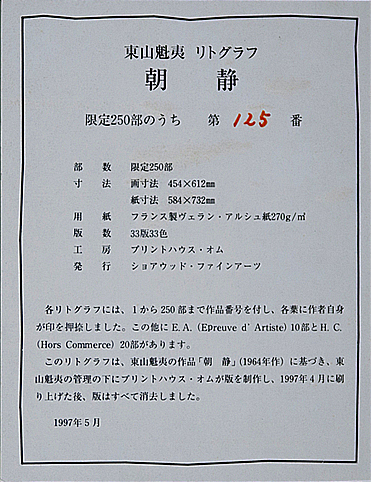 東山魁夷 リトグラフ
朝 静
限定250部のうち 第 125 番
部 数 限定250部
寸 法 画寸法 454×612㎜
紙寸法 584×732㎜
用 紙 フランス製ヴェラン・アルシュ紙270g/㎡
版 数 33版33色
工 房 プリントハウス・オム
発 行 ショアウッド・ファインアーツ
各リトグラフには、1から250部まで作品番号を付し、各葉に作者自身
が印を押捺しました。この他にE.A.(Epreuve d' Artiste)10部とH.C.
(Hors Commerce)20部があります。
このリトグラフは、東山魁夷の作品「朝 静」(1964年作)に基づき、東
山魁夷の管理の下にプリントハウス・オムが版を制作し、1997年4月に刷
り上げた後、版はすべて消去しました。
1997年5月